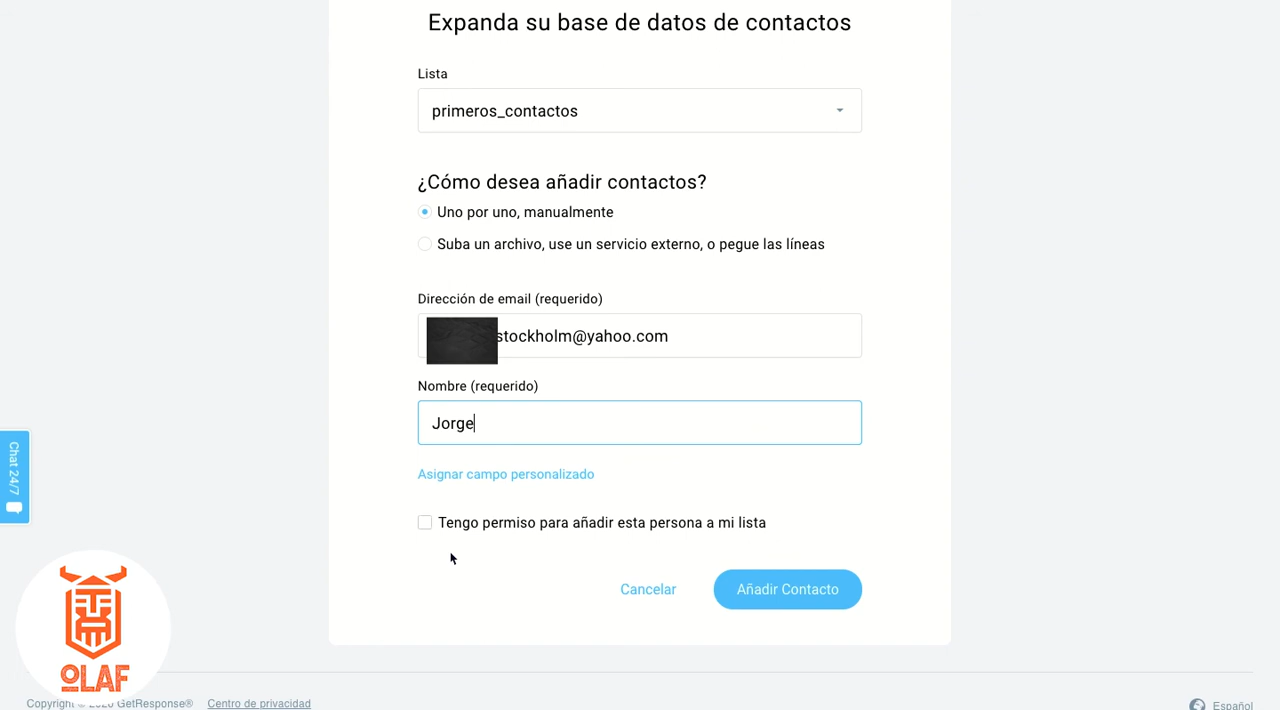 Expanda su base de datos de contactos
Lista
primeros_contactos
¿Cómo desea añadir contactos?
Uno por uno, manualmente
Suba un archivo, use un servicio externo, o pegue las líneas
Dirección de email (requerido)
stockholm@yahoo.com
Nombre (requerido)
Jorge
Asignar campo personalizado
Tengo permiso para añadir esta persona a mi lista
Cancelar
Añadir Contacto
Chat 24/7
OLAF
Copyright © 2020 GetResponse®
Centro de privacidad
Español